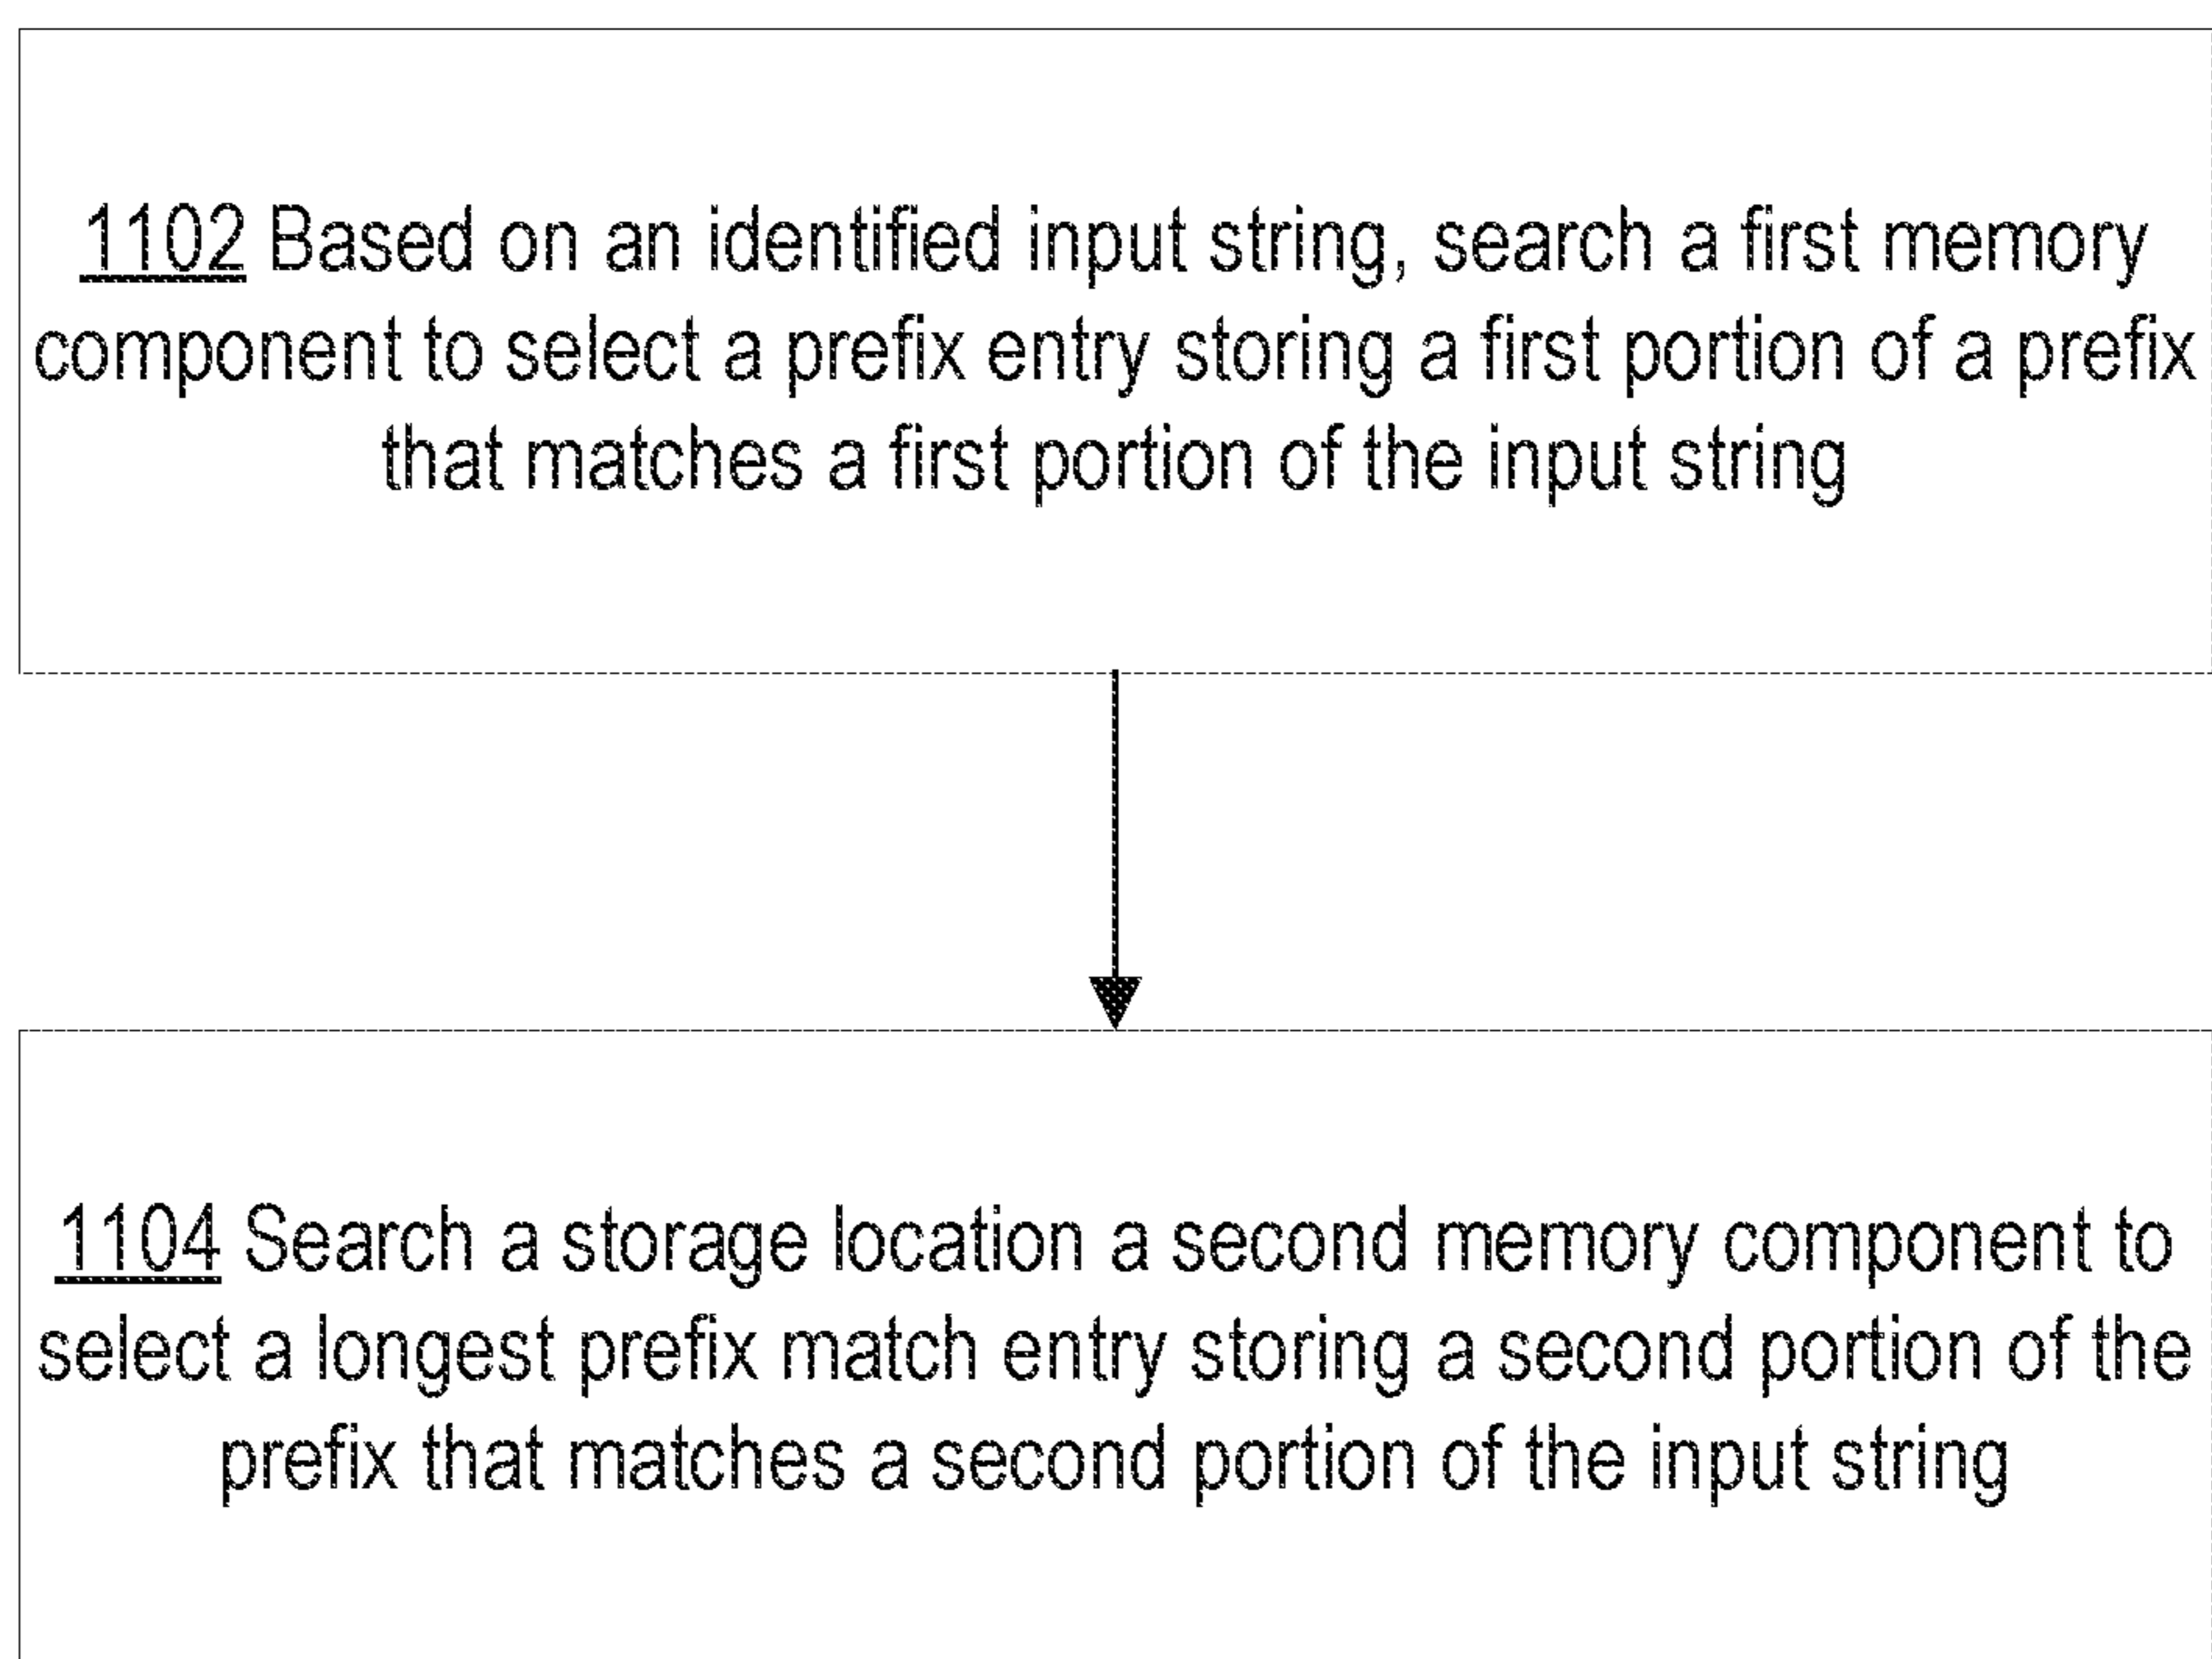 1102 Based on an identified input string, search a first memory
component to select a prefix entry storing a first portion of a prefix
that matches a first portion of the input string
1104 Search a storage location a second memory component to
select a longest prefix match entry storing a second portion of the
prefix that matches a second portion of the input string